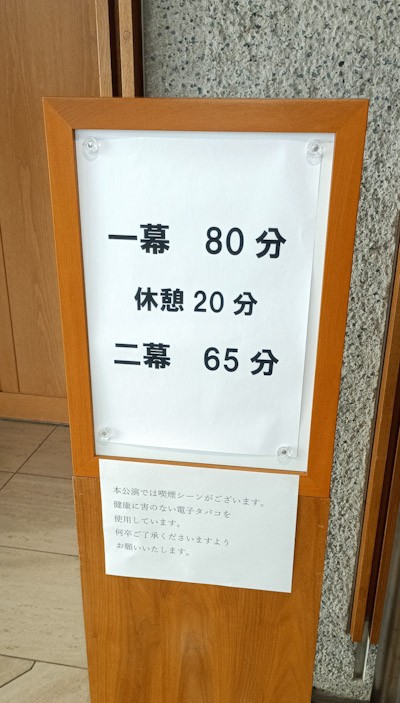 一幕　80分
休憩 20分
二幕　65分
本公演では喫煙シーンがございます。
健康に害のない電子タバコを
使用しています。
何卒ご了承くださいますよう
お願いいたします。